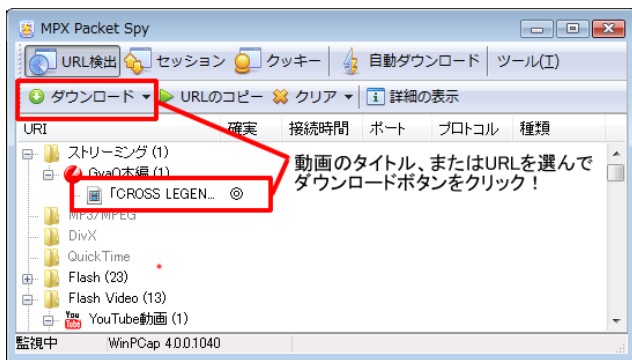 MPX Packet Spy
URL検出 セッション クッキー 自動ダウンロード ツール(T)
ダウンロード URLのコピー クリア 詳細の表示
URI 確実 接続時間 ポート プロトコル 種類
ストリーミング (1)
GyaO本編 (1)
「CROSS LEGEN... ◎
動画のタイトル、またはURLを選んで
ダウンロードボタンをクリック！
MP3/MPEG
DivX
QuickTime
Flash (23)
Flash Video (13)
You Tube YouTube動画 (1)
監視中 WinPCap 4.0.0.1040